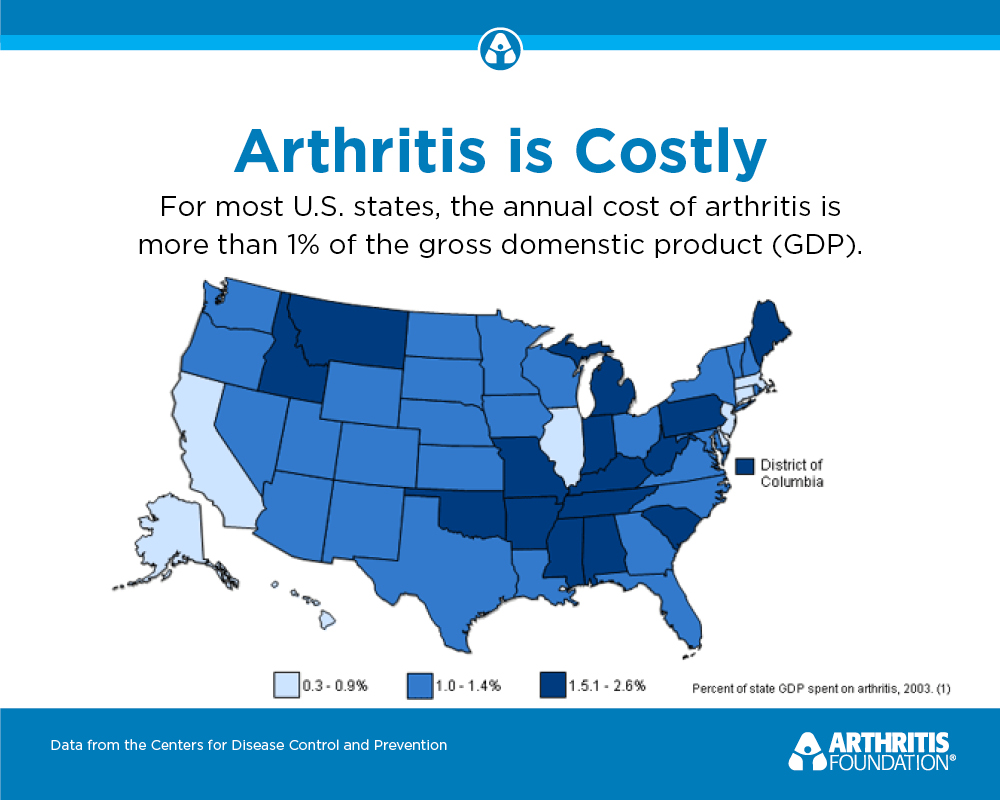 Arthritis is Costly
For most U.S. states, the annual cost of arthritis is
more than 1% of the gross domenstic product (GDP).
District of
Columbia
0.3 - 0.9%
1.0 - 1.4%
1.5.1 - 2.6%
Percent of state GDP spent on arthritis, 2003. (1)
Data from the Centers for Disease Control and Prevention
ARTHRITIS
FOUNDATION®